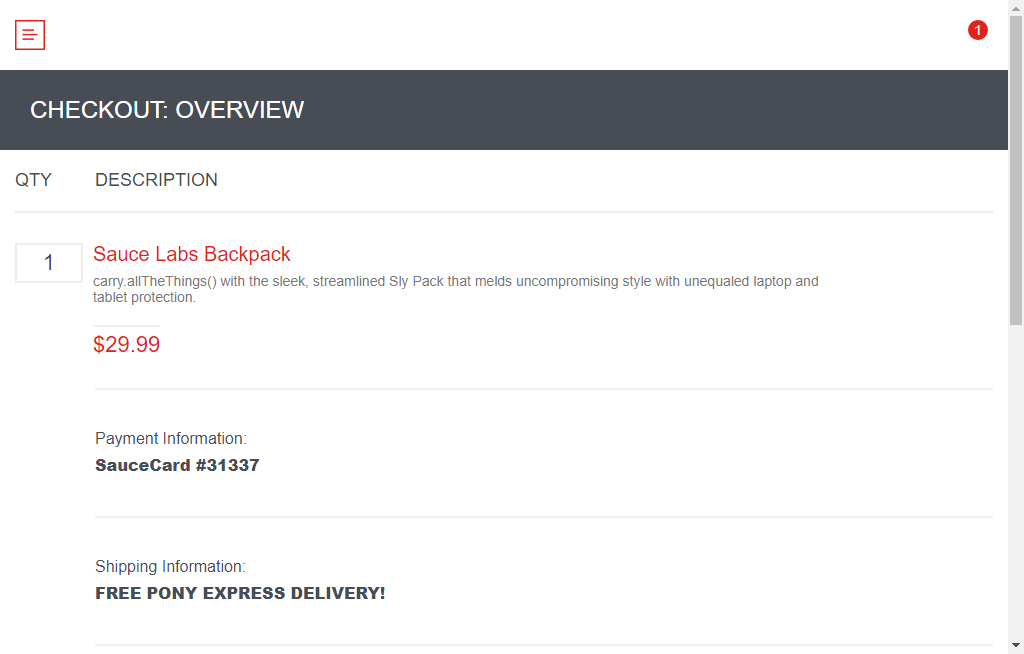 1
CHECKOUT: OVERVIEW
QTY DESCRIPTION
1
Sauce Labs Backpack
carry.allTheThings() with the sleek, streamlined Sly Pack that melds uncompromising style with unequaled laptop and
tablet protection.
$29.99
Payment Information:
SauceCard #31337
Shipping Information:
FREE PONY EXPRESS DELIVERY!